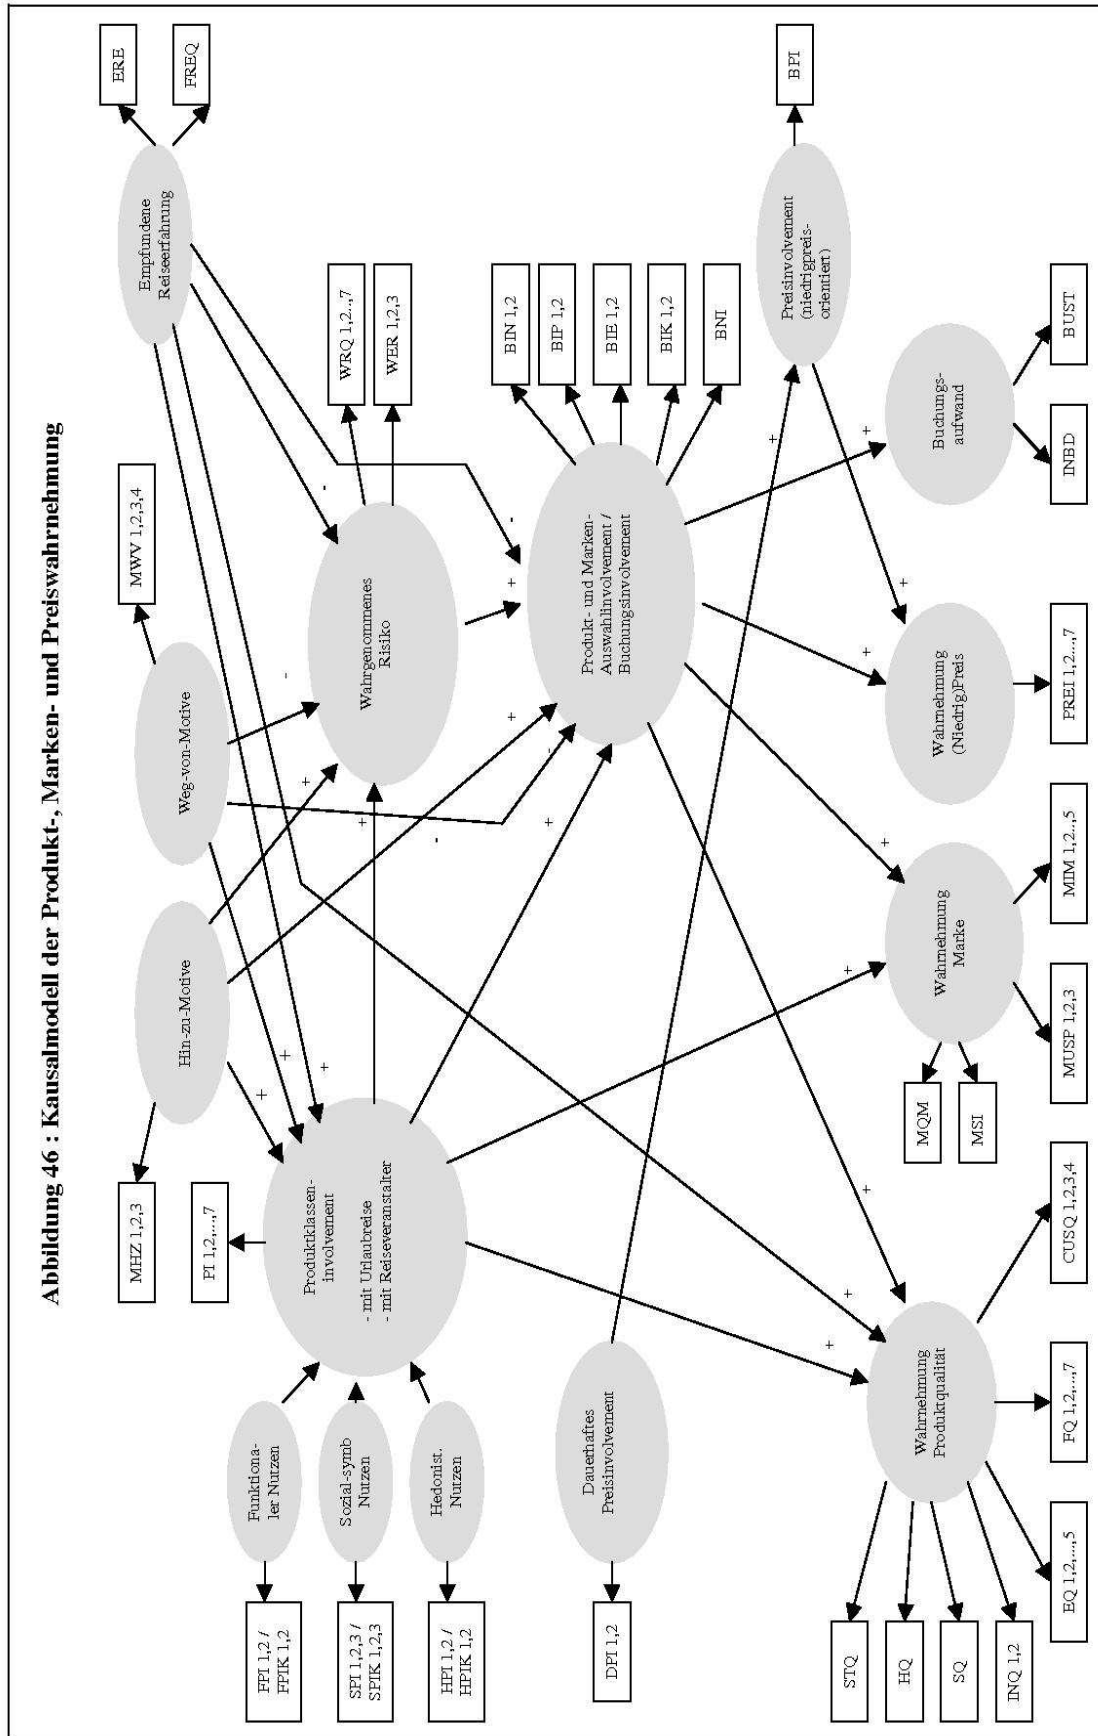 Abbildung 46 : Kausalmodell der Produkt-, Marken- und Preiswahrnehmung
MHZ 1,2,3
Hin-zu-Motive
Weg-von-Motive
MWV 1,2,3,4
Empfundene
Reiseerfahrung
ERE
FREQ
PI 1,2,...,7
Funktiona-
ler Nutzen
FPI 1,2 /
FPIK 1,2
Sozial-symb
Nutzen
SPI 1,2,3 /
SPIK 1,2,3
Hedonist.
Nutzen
HPI 1,2 /
HPIK 1,2
Produktklassen-
involvement
- mit Urlaubreise
- mit Reiseveranstalter
Wahrgenommenes
Risiko
WRQ 1,2..,7
WER 1,2,3
Produkt- und Marken-
Auswahlinvolvement /
Buchungsinvolvement
BIN 1,2
BIP 1,2
BIE 1,2
BIK 1,2
BNI
DPI 1,2
Dauerhaftes
Preisinvolvement
Preisinvolvement
(niedrigpreis-
orientiert)
BPI
Wahrnehmung
Produktqualität
STQ
HQ
SQ
INQ 1,2
EQ 1,2,...,5
FQ 1,2,...,7
CUSQ 1,2,3,4
Wahrnehmung
Marke
MQM
MSI
MUSP 1,2,3
MIM 1,2...,5
Wahrnehmung
(Niedrig)Preis
PREI 1,2...,7
Buchungs-
aufwand
INBD
BUST
+
+
+
+
+
-
-
-
-
-
+
+
+
+
+
+
+
+
+
+
+
+